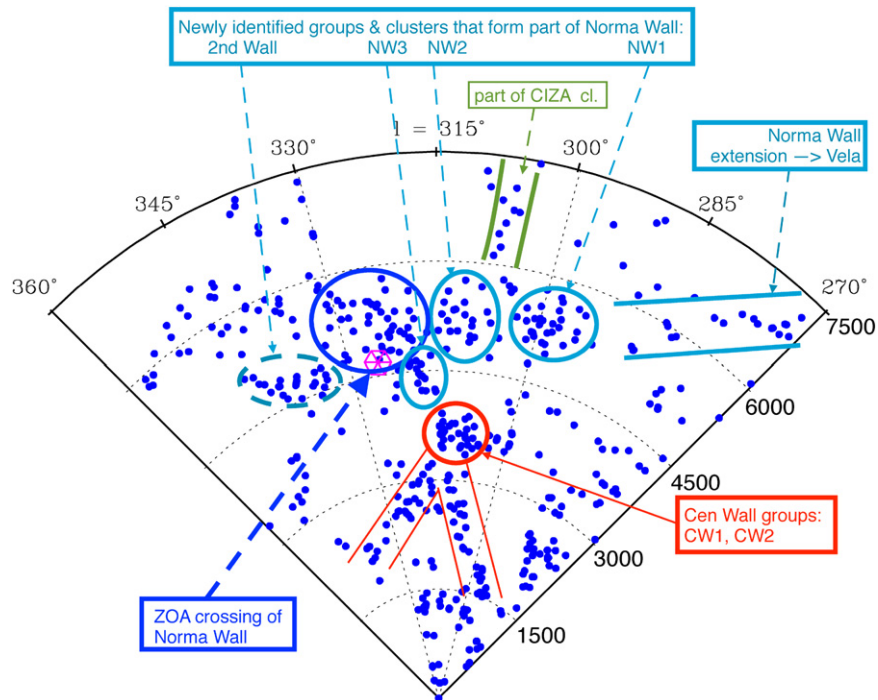 Newly identified groups & clusters that form part of Norma Wall:
2nd Wall NW3 NW2 NW1
part of CIZA cl.
l = 315°
330°
300°
Norma Wall
extension —> Vela
345°
285°
360°
270°
7500
6000
4500
Cen Wall groups:
CW1, CW2
3000
ZOA crossing of
Norma Wall
1500